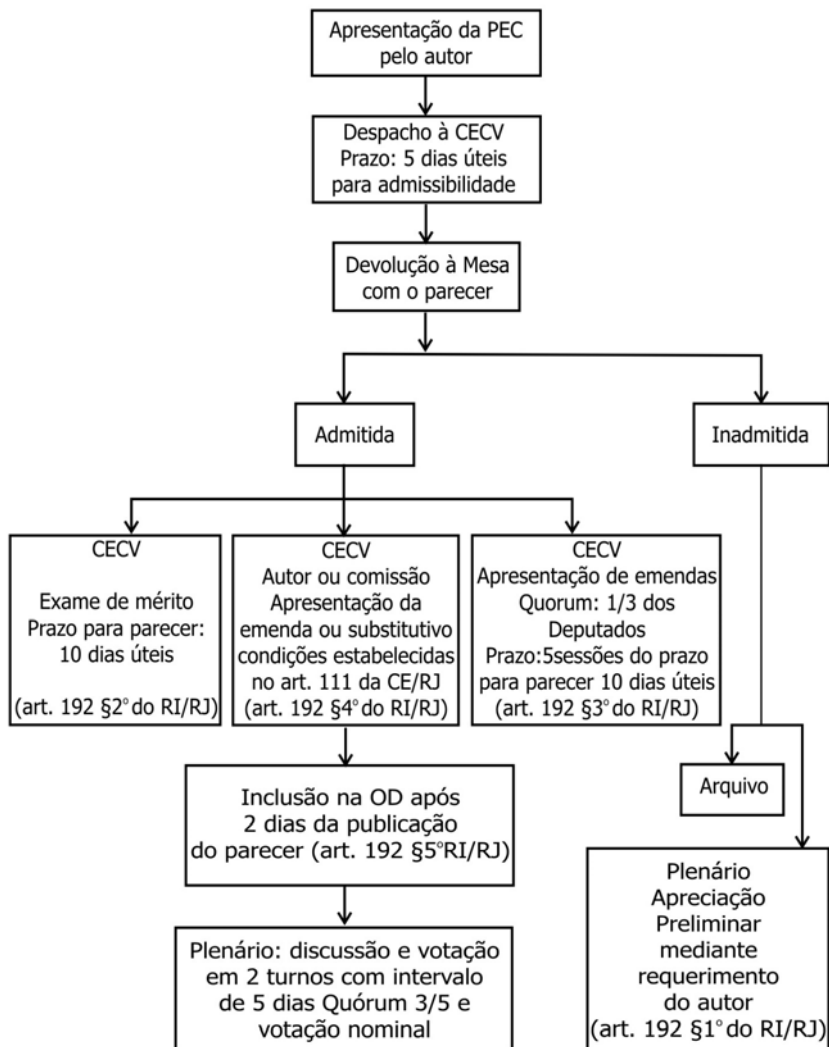 Apresentação da PEC
pelo autor
Despacho à CECV
Prazo: 5 dias úteis
para admissibilidade
Devolução à Mesa
com o parecer
Admitida
Inadmitida
CECV
Exame de mérito
Prazo para parecer:
10 dias úteis
(art. 192 §2° do RI/RJ)
CECV
Autor ou comissão
Apresentação da
emenda ou substitutivo
condições estabelecidas
no art. 111 da CE/RJ
(art. 192 §4° do RI/RJ)
CECV
Apresentação de emendas
Quorum: 1/3 dos
Deputados
Prazo:5sessões do prazo
para parecer 10 dias úteis
(art. 192 §3° do RI/RJ)
Arquivo
Inclusão na OD após
2 dias da publicação
do parecer (art. 192 §5°RI/RJ)
Plenário: discussão e votação
em 2 turnos com intervalo
de 5 dias Quórum 3/5 e
votação nominal
Plenário
Apreciação
Preliminar
mediante
requerimento
do autor
(art. 192 §1° do RI/RJ)